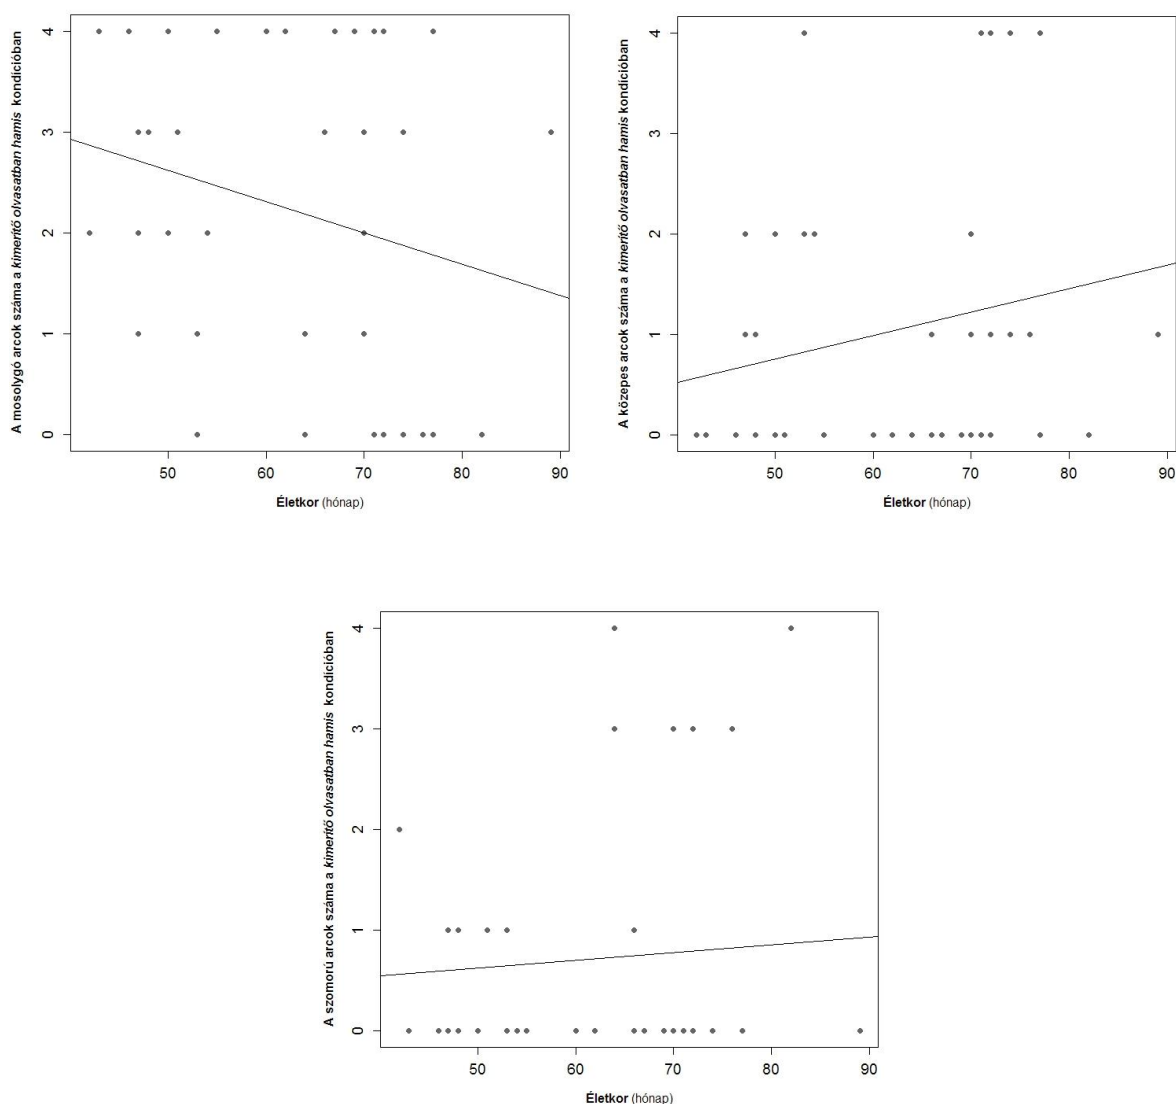 A mosolygó arcok száma a kimerítő olvasatban hamis kondícióban
4
3
2
1
0
50 60 70 80 90
Életkor (hónap)
A közepes arcok száma a kimerítő olvasatban hamis kondícióban
4
3
2
1
0
50 60 70 80 90
Életkor (hónap)
A szomorú arcok száma a kimerítő olvasatban hamis kondícióban
4
3
2
1
0
50 60 70 80 90
Életkor (hónap)